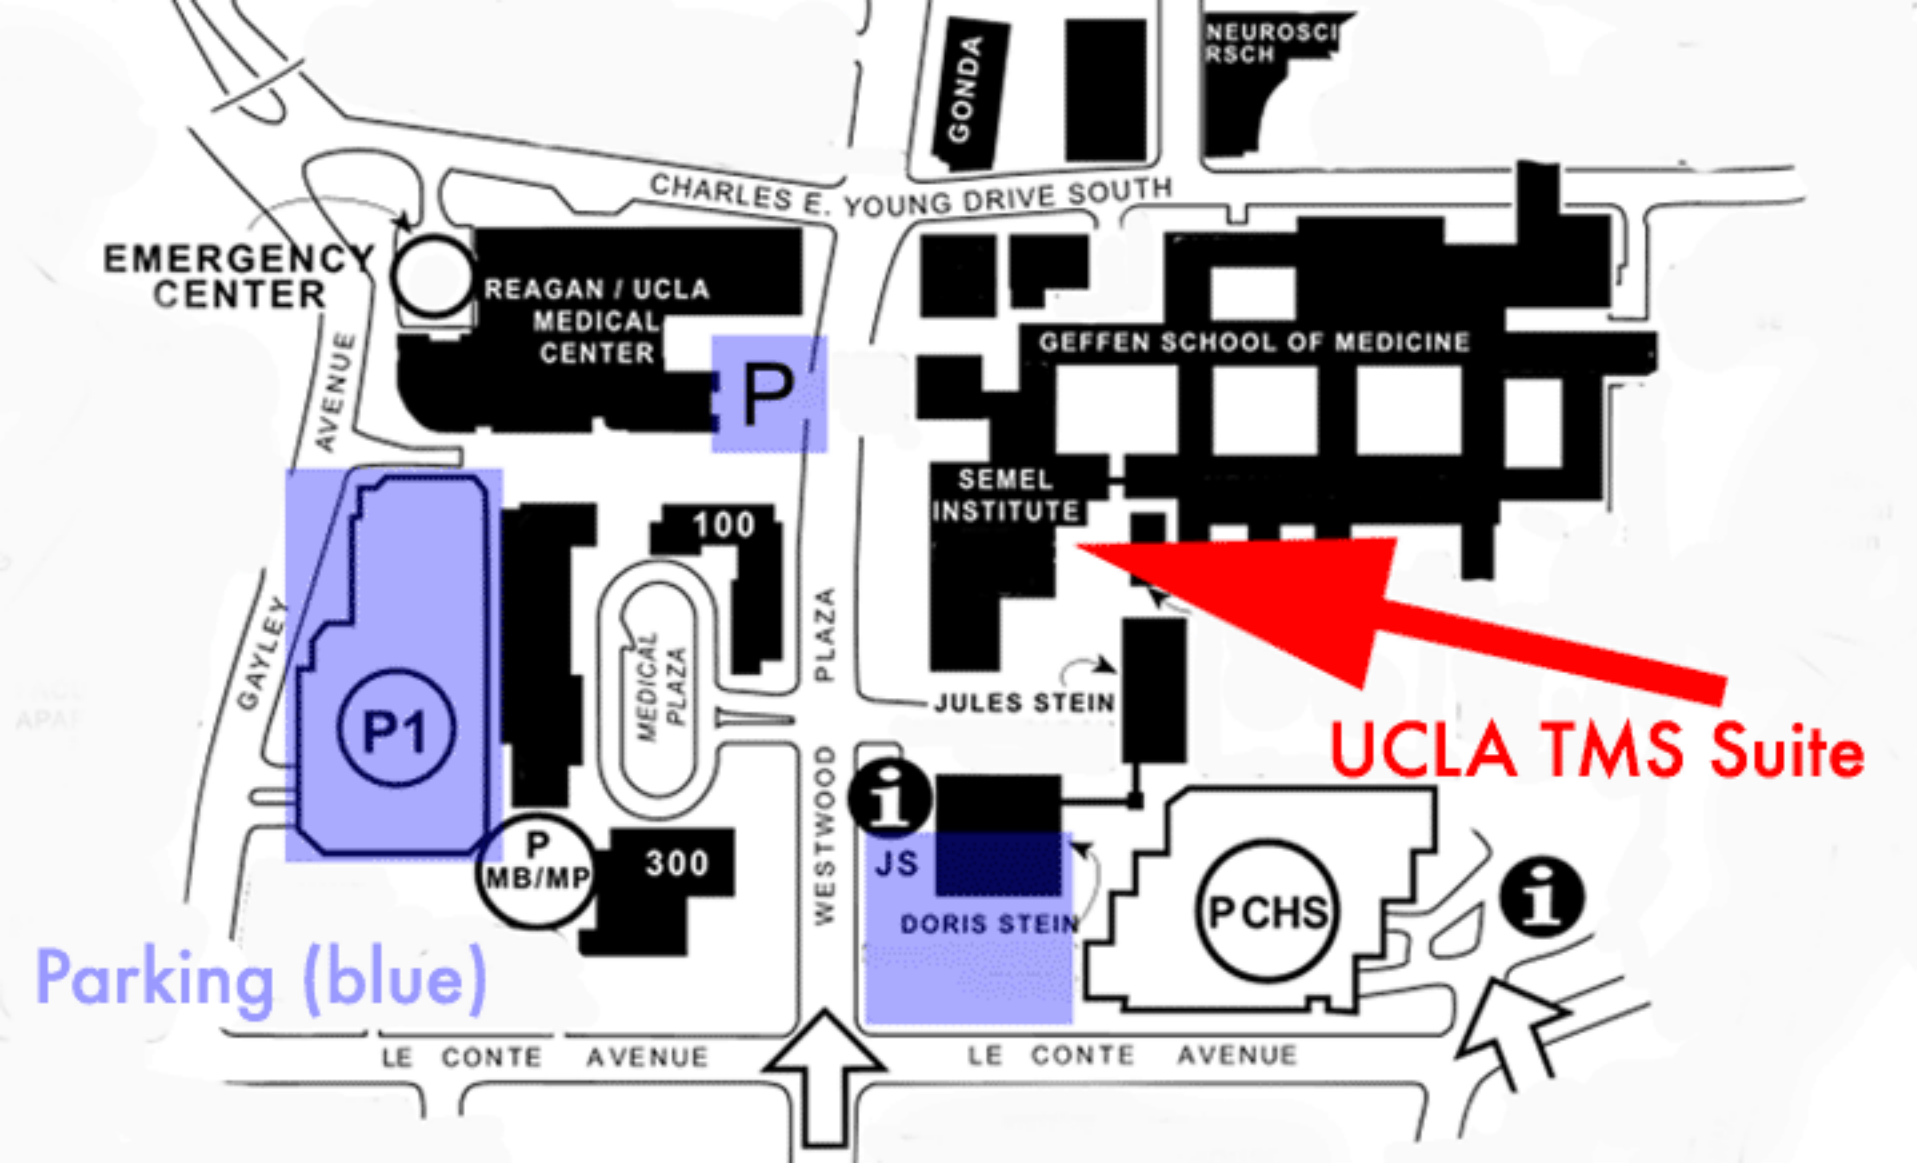 NEUROSCI
RSCH
GONDA
CHARLES E. YOUNG DRIVE SOUTH
EMERGENCY
CENTER
REAGAN / UCLA
MEDICAL
CENTER
P
GEFFEN SCHOOL OF MEDICINE
AVENUE
SEMEL
INSTITUTE
100
GAYLEY
MEDICAL
PLAZA
PLAZA
P1
JULES STEIN
UCLA TMS Suite
WESTWOOD
i
P
MB/MP
300
JS
DORIS STEIN
P CHS
i
Parking (blue)
LE CONTE AVENUE
LE CONTE AVENUE